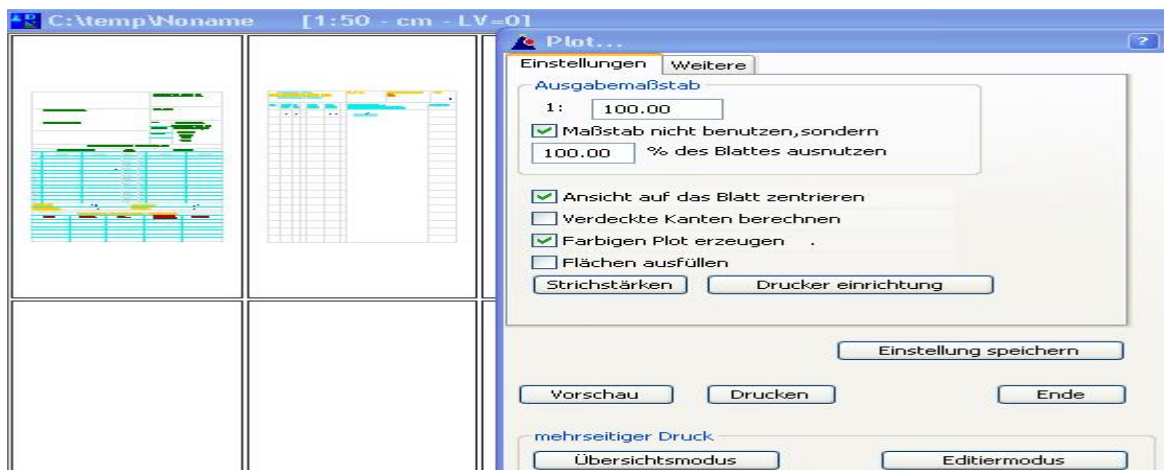 C:\temp\Noname [1:50 - cm - LV=0]
Plot...
?
Einstellungen Weitere
Ausgabemaßstab
1: 100.00
Maßstab nicht benutzen,sondern
100.00 % des Blattes ausnutzen
Ansicht auf das Blatt zentrieren
Verdeckte Kanten berechnen
Farbigen Plot erzeugen .
Flächen ausfüllen
Strichstärken Drucker einrichtung
Einstellung speichern
Vorschau Drucken Ende
mehrseitiger Druck
Übersichtsmodus Editiermodus